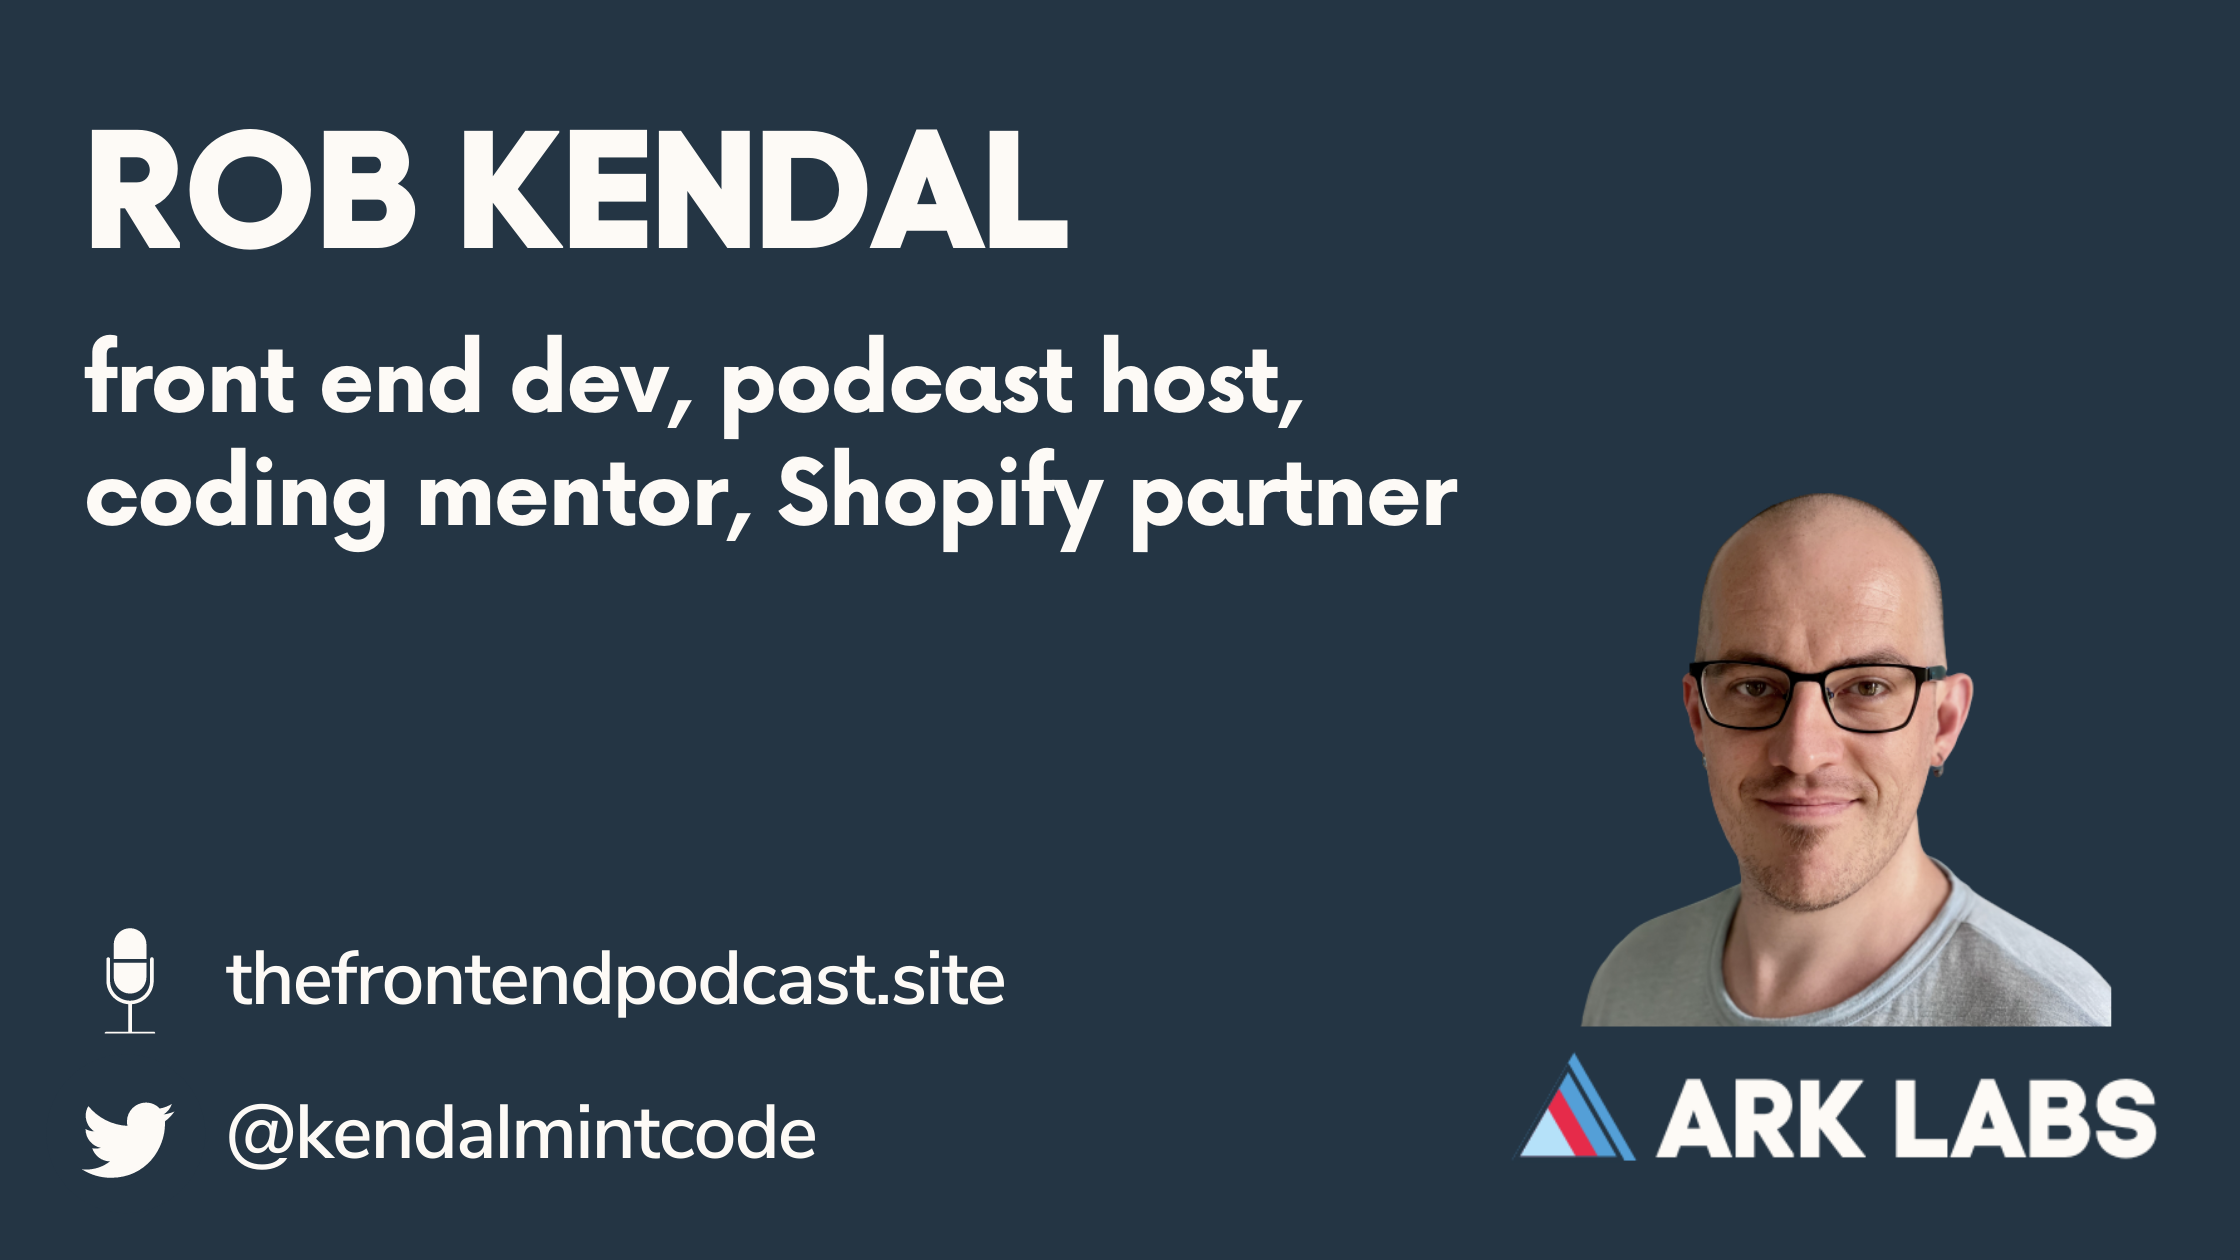 ROB KENDAL
front end dev, podcast host,
coding mentor, Shopify partner
thefrontendpodcast.site
@kendalmintcode
ARK LABS